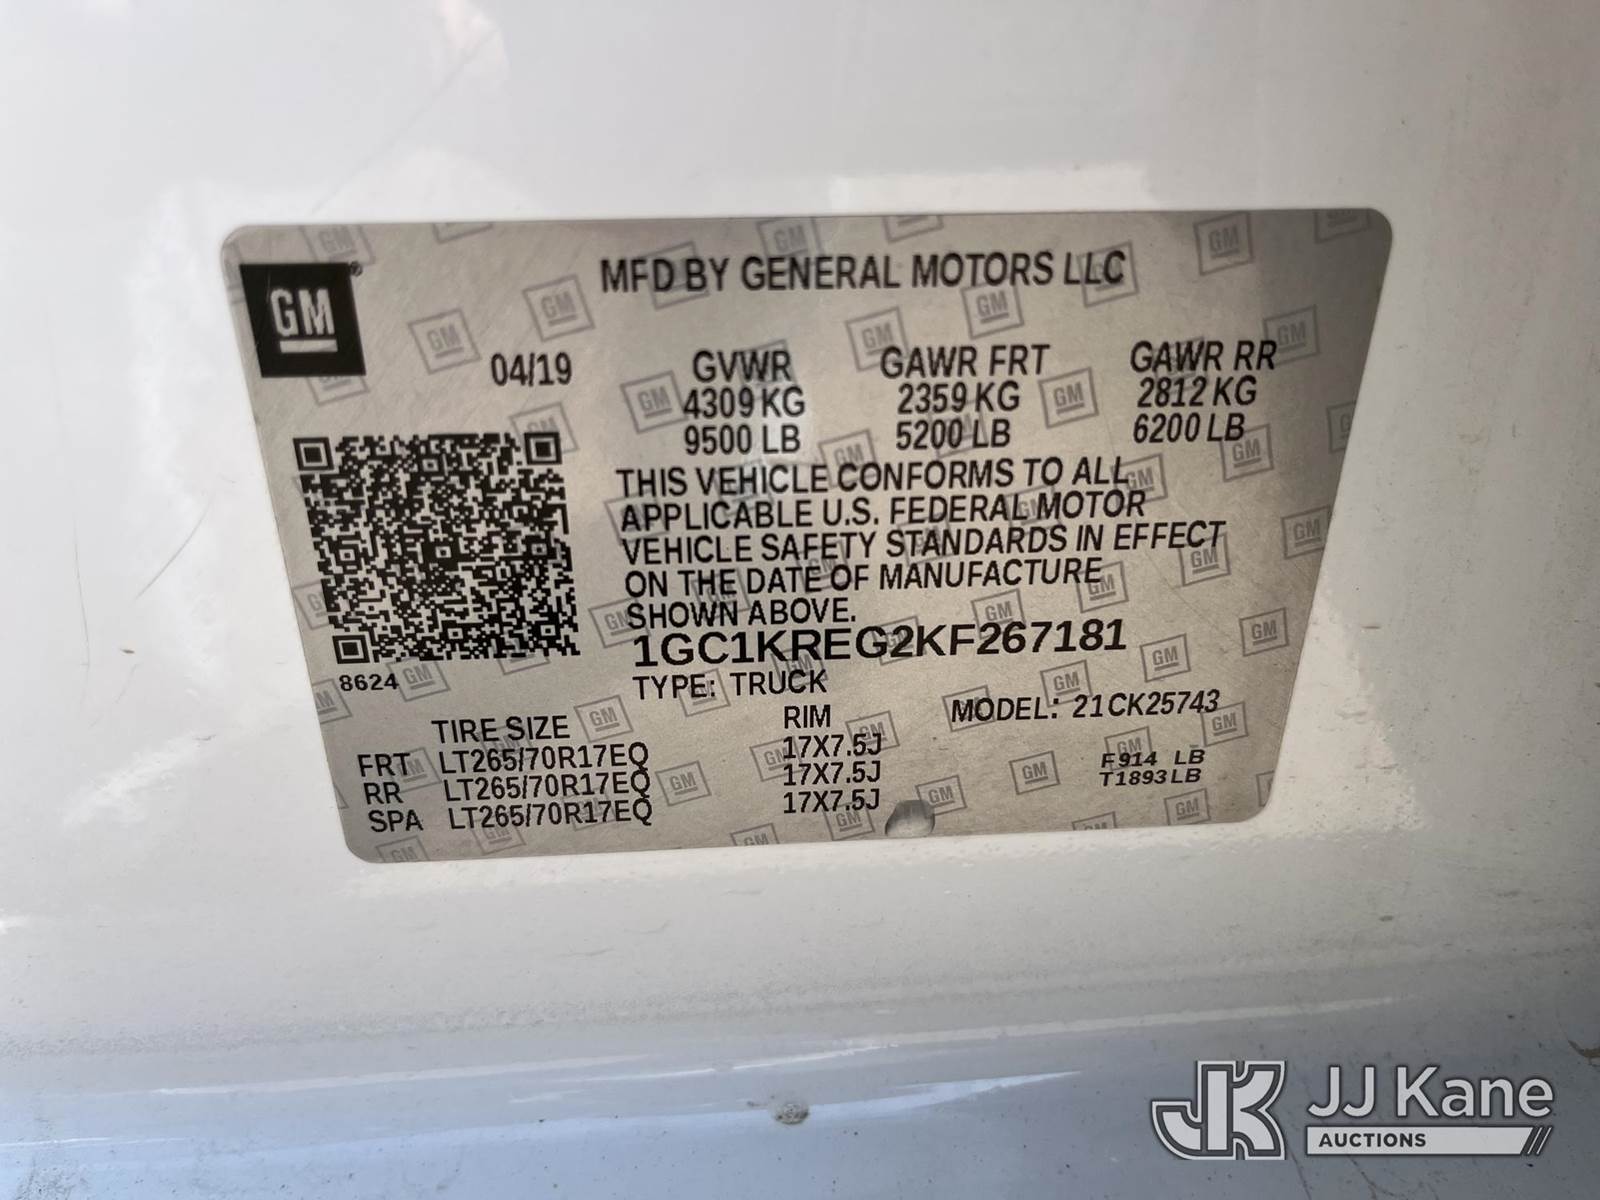 GM®
MFD BY GENERAL MOTORS LLC
04/19
GVWR GAWR FRT GAWR RR
4309 KG 2359 KG 2812 KG
9500 LB 5200 LB 6200 LB
THIS VEHICLE CONFORMS TO ALL
APPLICABLE U.S. FEDERAL MOTOR
VEHICLE SAFETY STANDARDS IN EFFECT
ON THE DATE OF MANUFACTURE
SHOWN ABOVE.
1GC1KREG2KF267181
8624
TYPE: TRUCK
MODEL: 21CK25743
TIRE SIZE RIM
FRT LT265/70R17EQ 17X7.5J
RR LT265/70R17EQ 17X7.5J
SPA LT265/70R17EQ 17X7.5J
F914 LB
T1893LB
JK JJ Kane
AUCTIONS